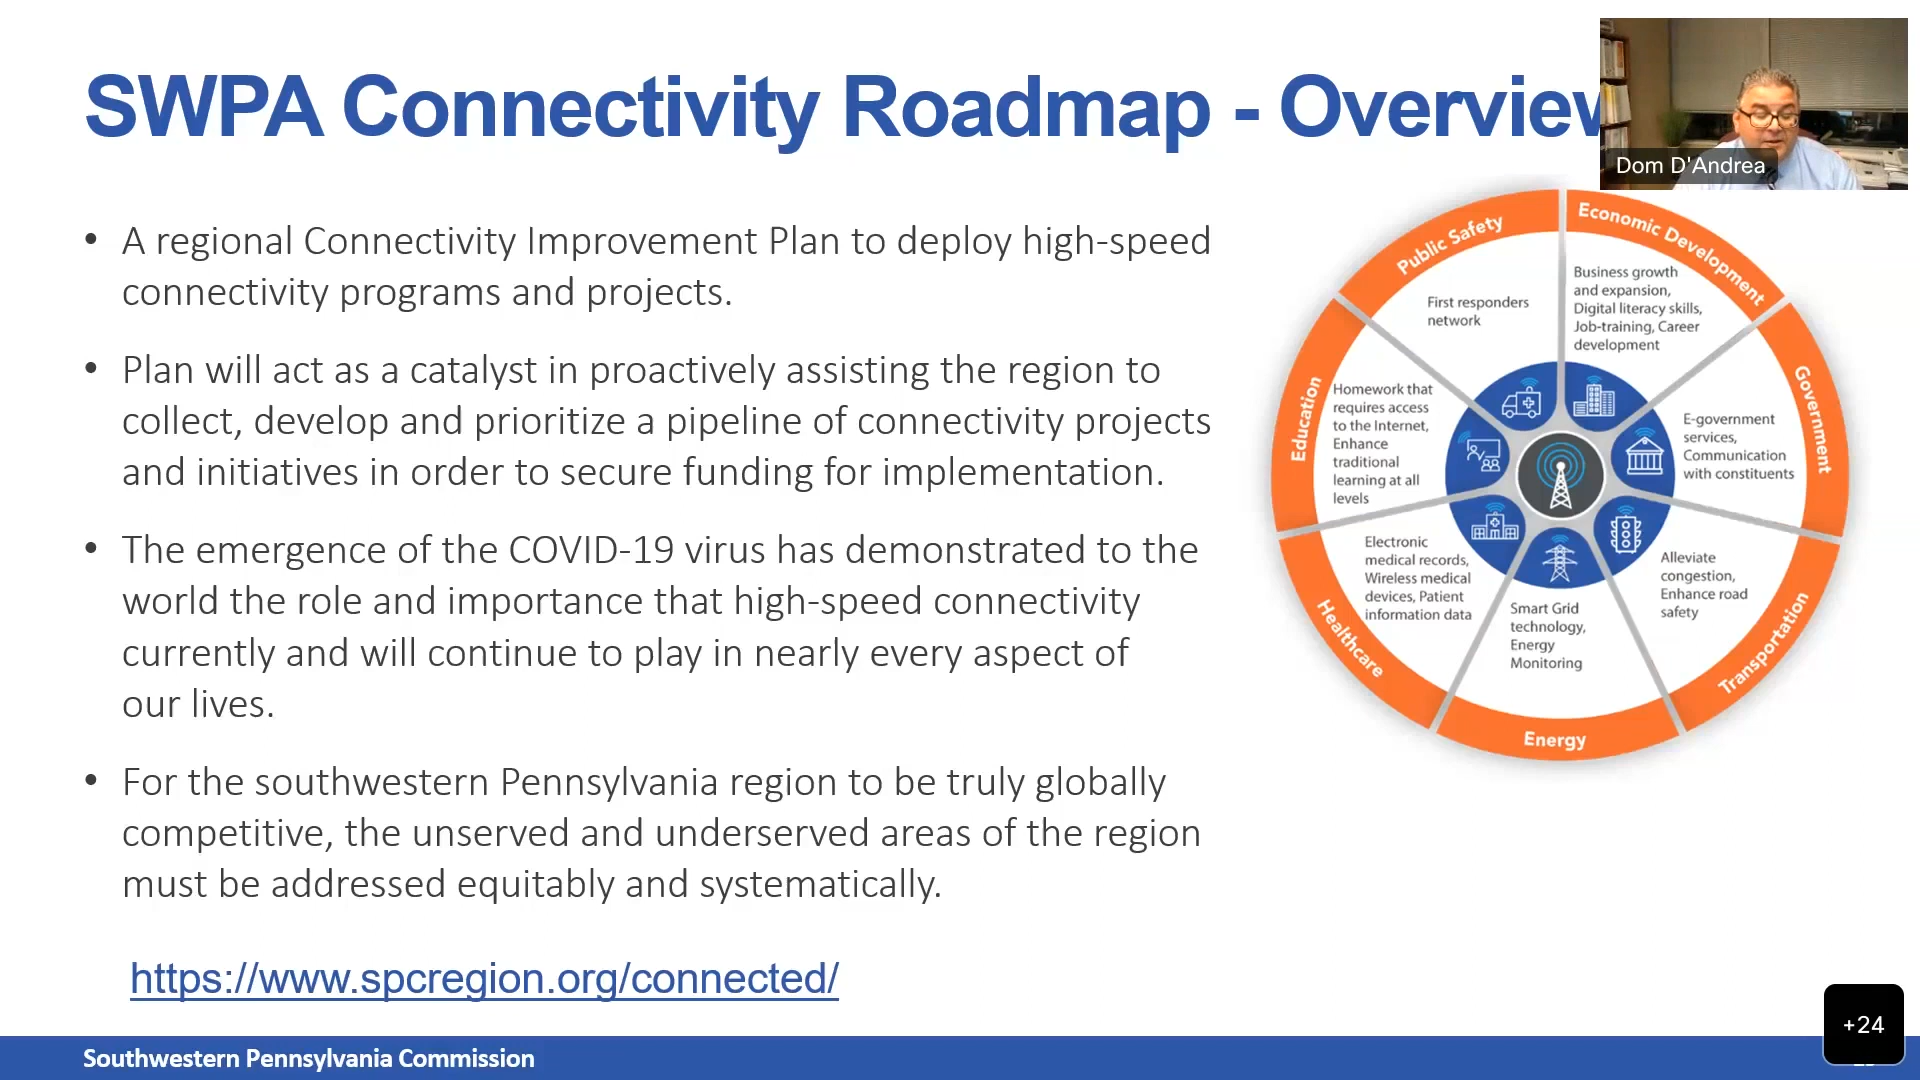 SWPA Connectivity Roadmap - Overview
Dom D'Andrea
• A regional Connectivity Improvement Plan to deploy high-speed
connectivity programs and projects.
• Plan will act as a catalyst in proactively assisting the region to
collect, develop and prioritize a pipeline of connectivity projects
and initiatives in order to secure funding for implementation.
• The emergence of the COVID-19 virus has demonstrated to the
world the role and importance that high-speed connectivity
currently and will continue to play in nearly every aspect of
our lives.
• For the southwestern Pennsylvania region to be truly globally
competitive, the unserved and underserved areas of the region
must be addressed equitably and systematically.
https://www.spcregion.org/connected/
Public Safety
First responders
network
Economic Development
Business growth
and expansion,
Digital literacy skills,
Job-training, Career
development
Government
E-government
services,
Communication
with constituents
Transportation
Alleviate
congestion,
Enhance road
safety
Energy
Smart Grid
technology,
Energy
Monitoring
Healthcare
Electronic
medical records,
Wireless medical
devices, Patient
information data
Education
Homework that
requires access
to the Internet,
Enhance
traditional
learning at all
levels
+24
Southwestern Pennsylvania Commission